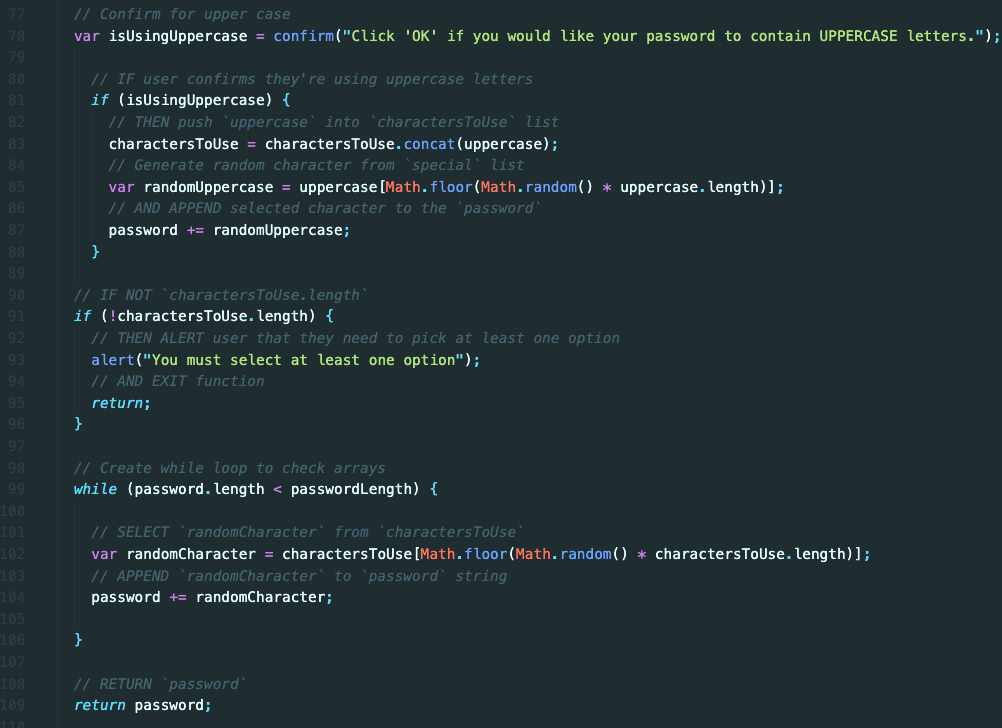 77 // Confirm for upper case
78 var isUsingUppercase = confirm("Click 'OK' if you would like your password to contain UPPERCASE letters.");
79
80 // IF user confirms they're using uppercase letters
81 if (isUsingUppercase) {
82 // THEN push `uppercase` into `charactersToUse` list
83 charactersToUse = charactersToUse.concat(uppercase);
84 // Generate random character from `special` list
85 var randomUppercase = uppercase[Math.floor(Math.random() * uppercase.length)];
86 // AND APPEND selected character to the `password`
87 password += randomUppercase;
88 }
89
90 // IF NOT `charactersToUse.length`
91 if (!charactersToUse.length) {
92 // THEN ALERT user that they need to pick at least one option
93 alert("You must select at least one option");
94 // AND EXIT function
95 return;
96 }
97
98 // Create while loop to check arrays
99 while (password.length < passwordLength) {
100
101 // SELECT `randomCharacter` from `charactersToUse`
102 var randomCharacter = charactersToUse[Math.floor(Math.random() * charactersToUse.length)];
103 // APPEND `randomCharacter` to `password` string
104 password += randomCharacter;
105
106 }
107
108 // RETURN `password`
109 return password;
110